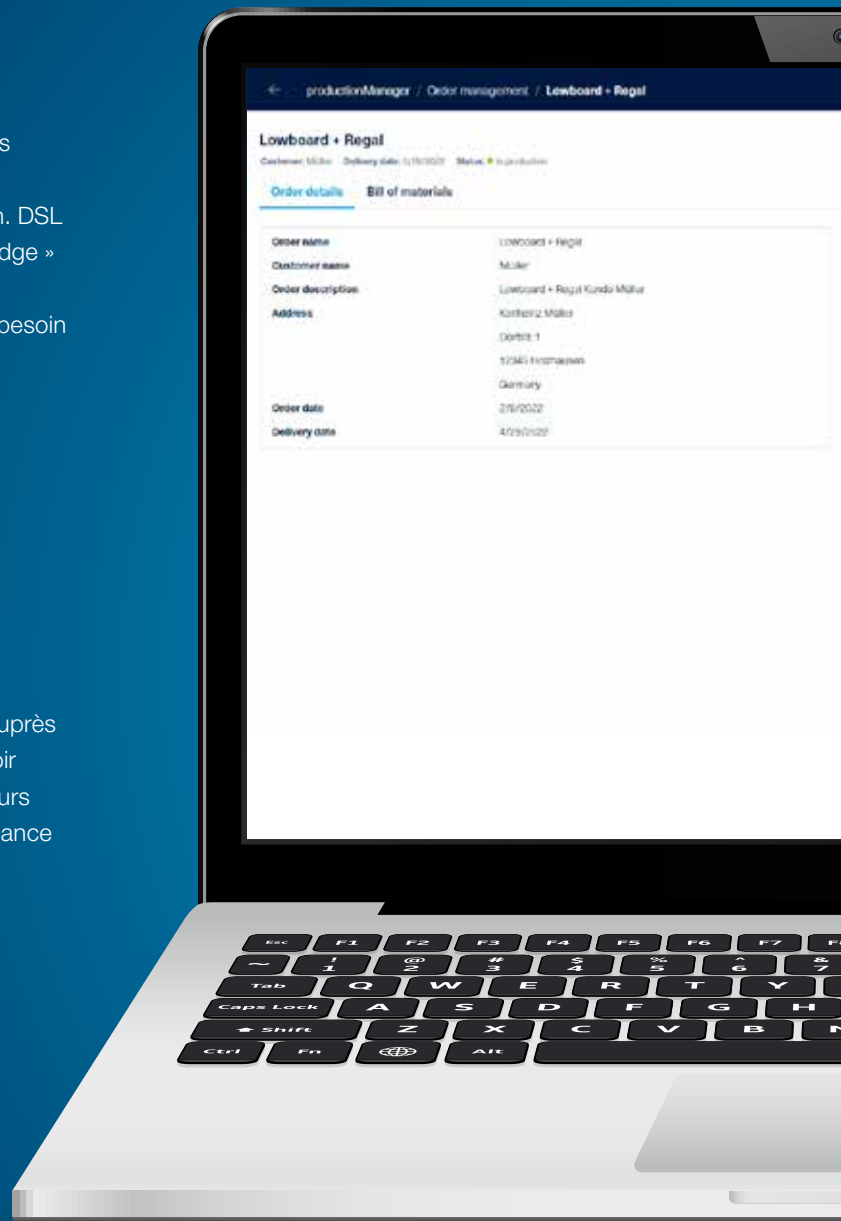 s
n. DSL
dge »
besoin
uprès
oir
urs
ance
productionManager / Order management / Lowboard + Regal
Lowboard + Regal
Customer: Müller Delivery date: Status: In production
Order details Bill of materials
Order name Lowboard + Regal
Customer name Müller
Order description Lowboard + Regal Kunde Müller
Address Karlheinz Müller
12345 Holzhausen
Germany
Order date
Delivery date
Esc F1 F2 F3 F4 F5 F6 F7
~ ! 1 @ 2 # 3 $ 4 % 5 ^ 6 & 7
Tab Q W E R T Y
Caps Lock A S D F G H
Shift Z X C V B N
Ctrl Fn Alt